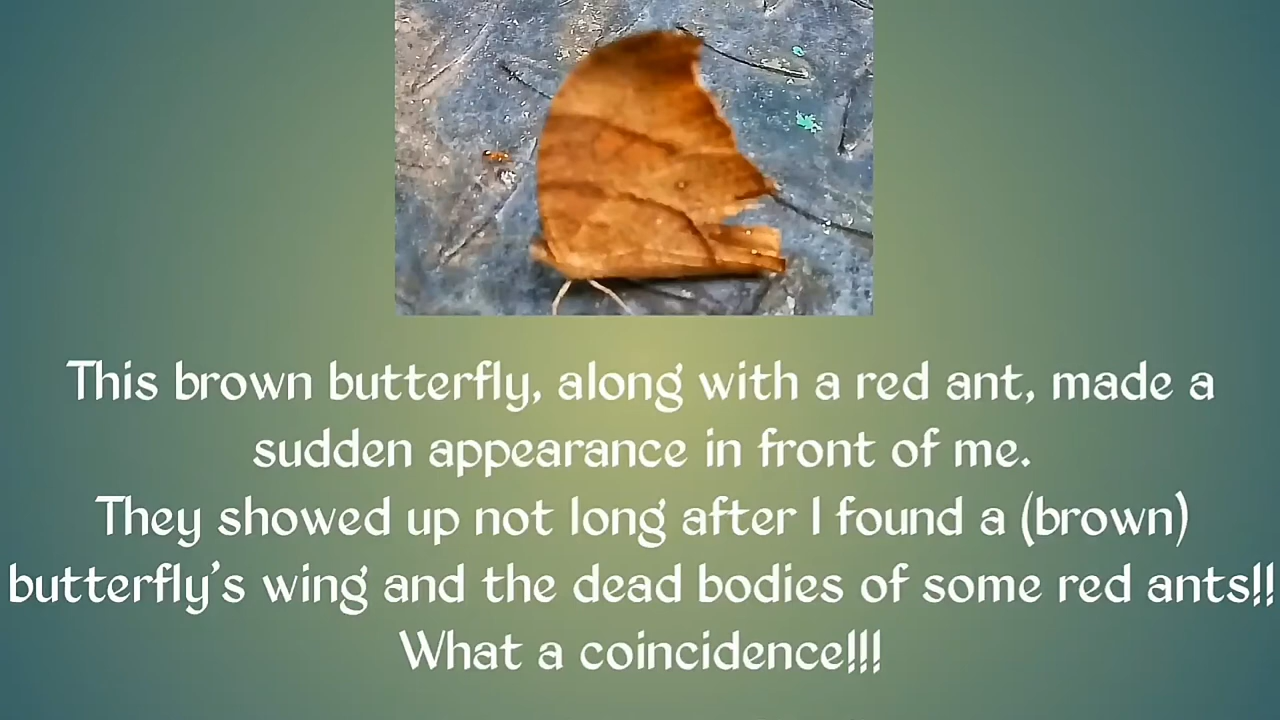 This brown butterfly, along with a red ant, made a
sudden appearance in front of me.
They showed up not long after I found a (brown)
butterfly's wing and the dead bodies of some red ants!!
What a coincidence!!!